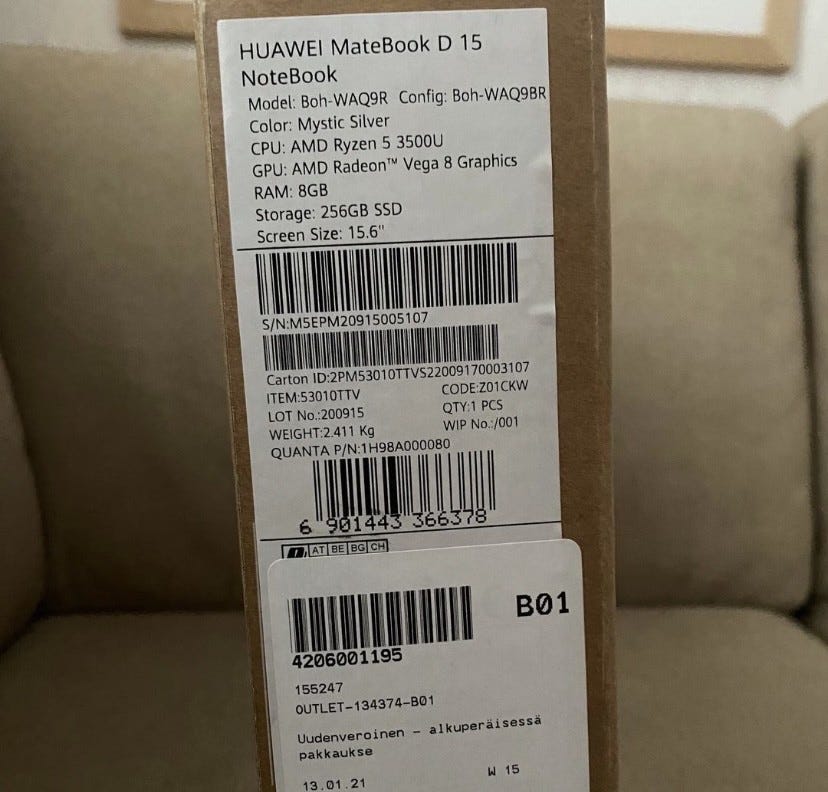 HUAWEI MateBook D 15
NoteBook
Model: Boh-WAQ9R Config: Boh-WAQ9BR
Color: Mystic Silver
CPU: AMD Ryzen 5 3500U
GPU: AMD Radeon™ Vega 8 Graphics
RAM: 8GB
Storage: 256GB SSD
Screen Size: 15.6"
S/N:M5EPM20915005107
Carton ID:2PM53010TTVS22009170003107
ITEM:53010TTV CODE:Z01CKW
LOT No.:200915 QTY:1 PCS
WEIGHT:2.411 Kg WIP No.:/001
QUANTA P/N:1H98A000080
6 901443 366378
AT BE BG CH
B01
4206001195
155247
OUTLET-134374-B01
Uudenveroinen - alkuperäisessä
pakkaukse
13.01.21 W 15